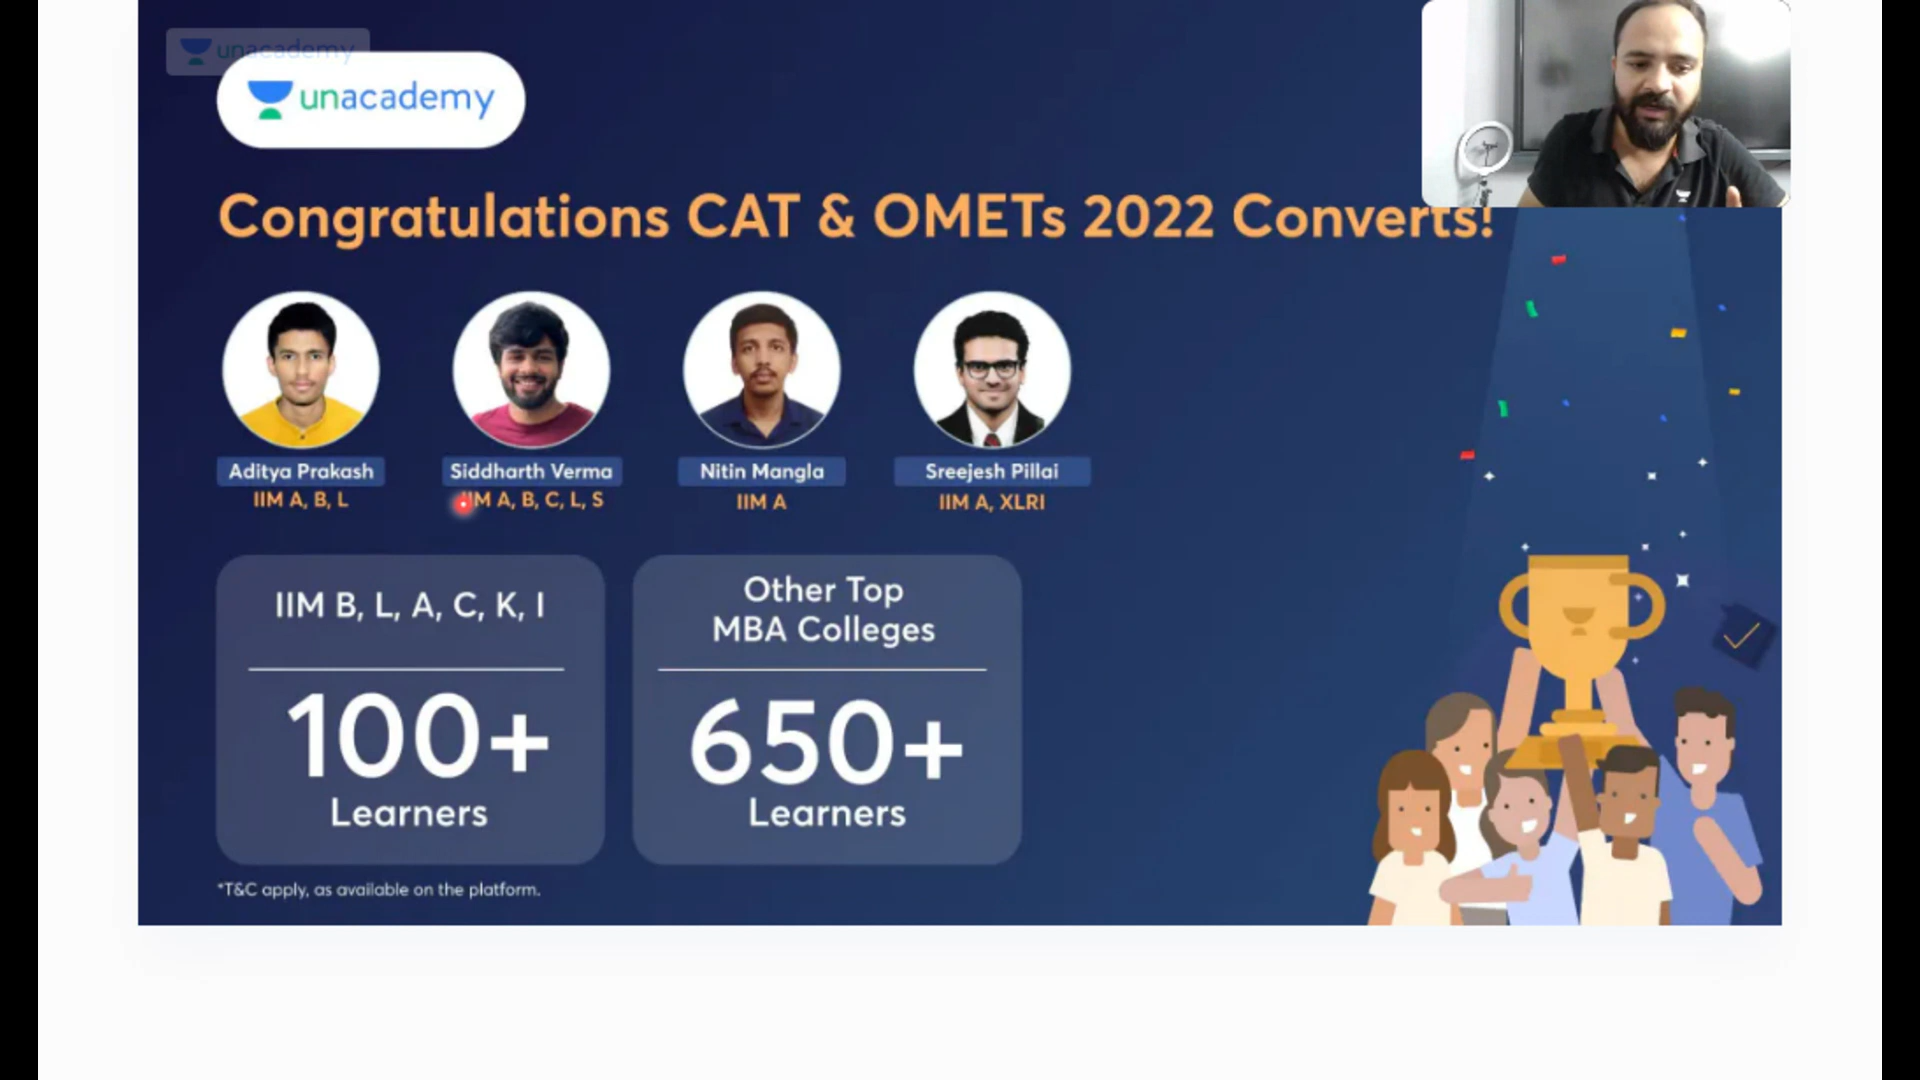 unacademy
unacademy
Congratulations CAT & OMETs 2022 Converts!
Aditya Prakash
IIM A, B, L
Siddharth Verma
IIM A, B, C, L, S
Nitin Mangla
IIM A
Sreejesh Pillai
IIM A, XLRI
IIM B, L, A, C, K, I
100+
Learners
Other Top
MBA Colleges
650+
Learners
*T&C apply, as available on the platform.